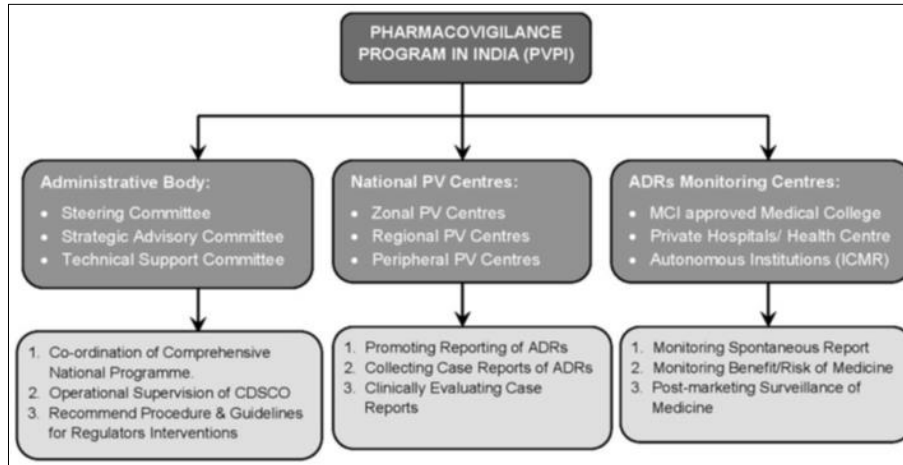 PHARMACOVIGILANCE
PROGRAM IN INDIA (PVPI)
Administrative Body:
• Steering Committee
• Strategic Advisory Committee
• Technical Support Committee
National PV Centres:
• Zonal PV Centres
• Regional PV Centres
• Peripheral PV Centres
ADRs Monitoring Centres:
• MCI approved Medical College
• Private Hospitals/ Health Centre
• Autonomous Institutions (ICMR)
1. Co-ordination of Comprehensive
National Programme.
2. Operational Supervision of CDSCO
3. Recommend Procedure & Guidelines
for Regulators Interventions
1. Promoting Reporting of ADRs
2. Collecting Case Reports of ADRs
3. Clinically Evaluating Case
Reports
1. Monitoring Spontaneous Report
2. Monitoring Benefit/Risk of Medicine
3. Post-marketing Surveillance of
Medicine